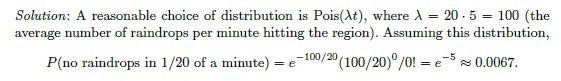 Solution: A reasonable choice of distribution is Pois(λt), where λ = 20 · 5 = 100 (the
average number of raindrops per minute hitting the region). Assuming this distribution,
P(no raindrops in 1/20 of a minute) = e^{-100/20}(100/20)^0/0! = e^{-5} ≈ 0.0067.